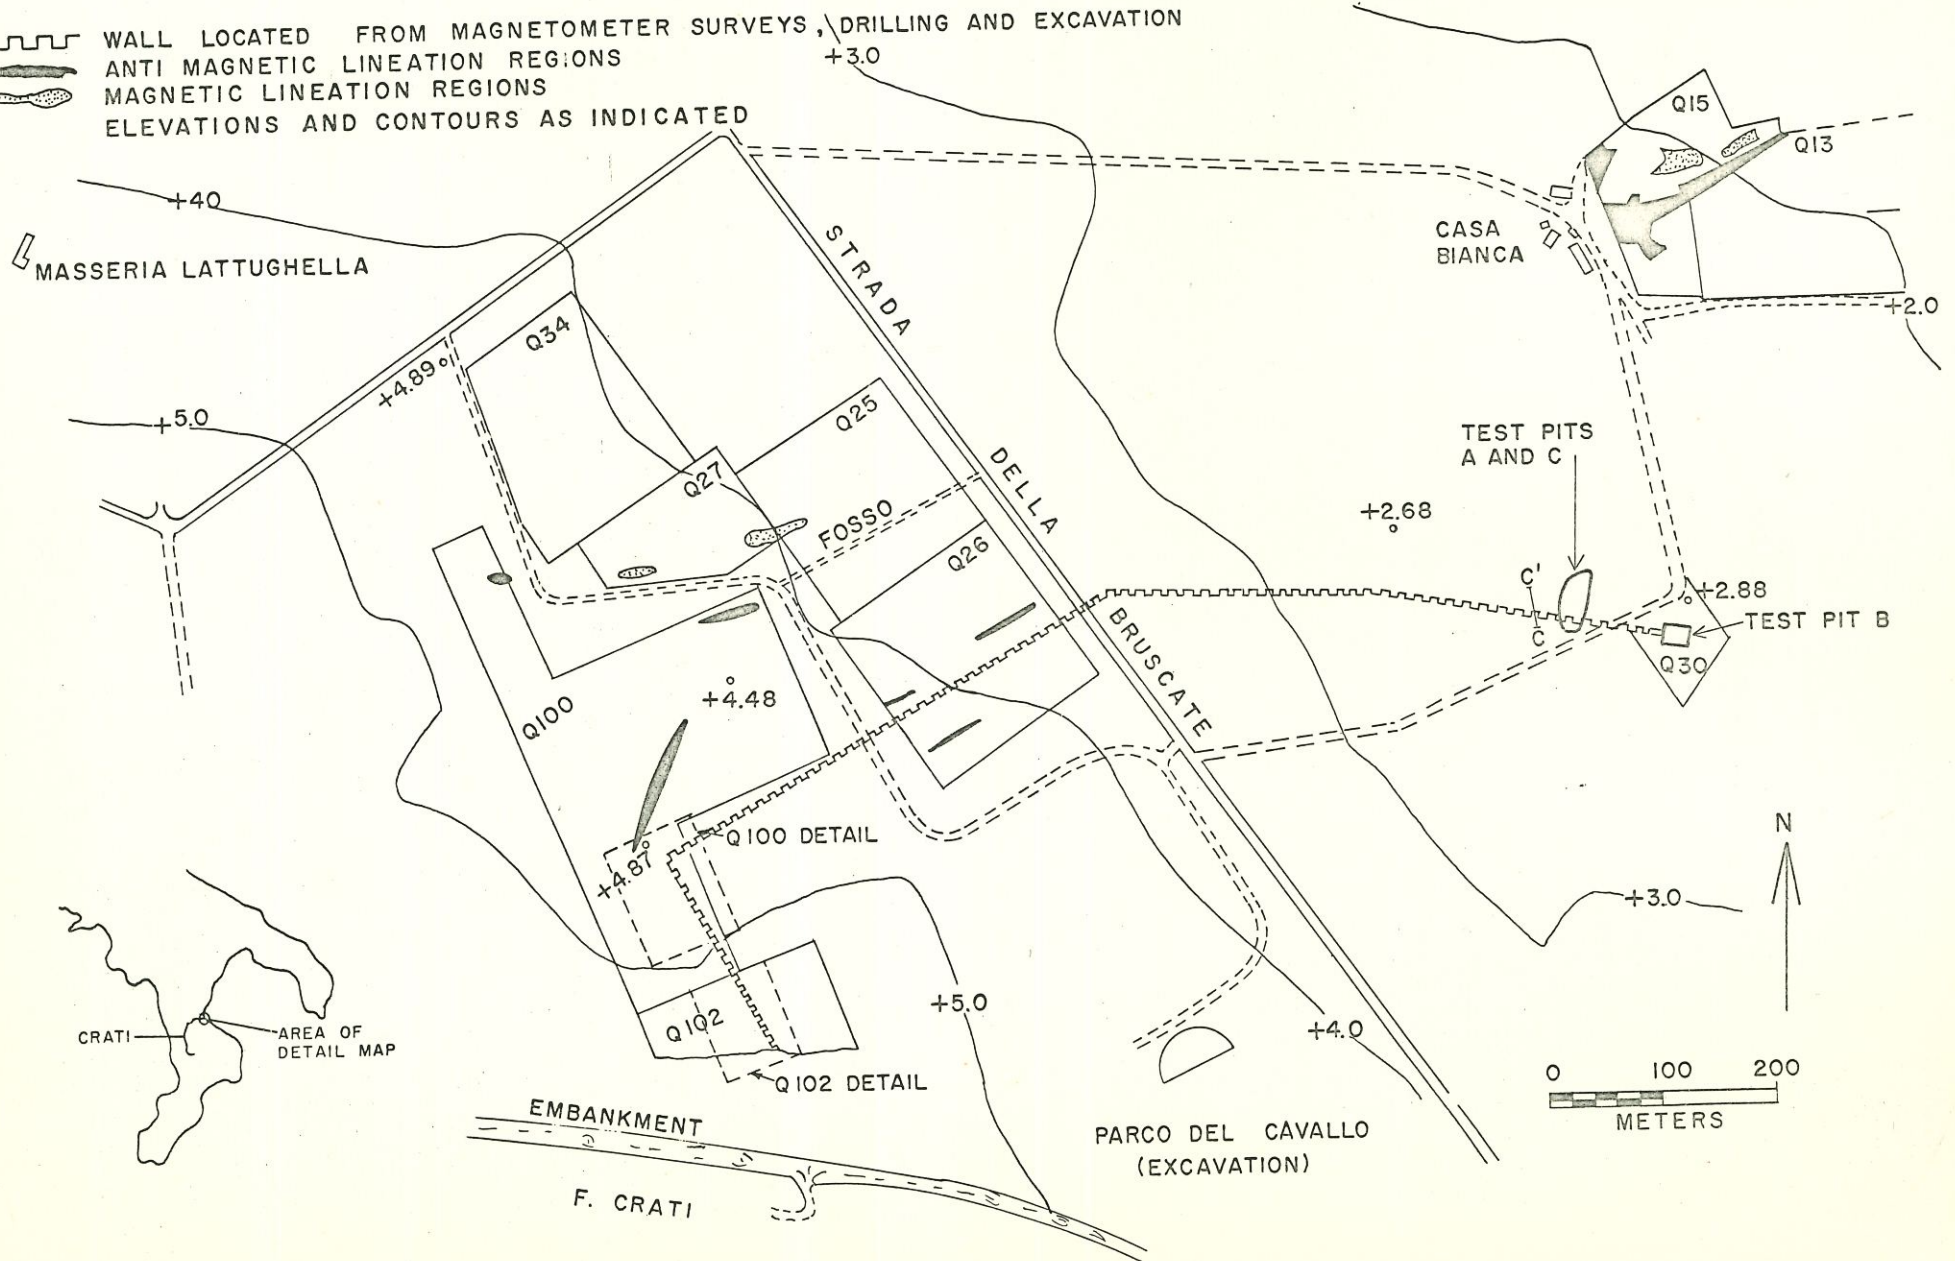 WALL LOCATED FROM MAGNETOMETER SURVEYS, DRILLING AND EXCAVATION
ANTI MAGNETIC LINEATION REGIONS
MAGNETIC LINEATION REGIONS
ELEVATIONS AND CONTOURS AS INDICATED
+3.0
Q15
Q13
+40
MASSERIA LATTUGHELLA
STRADA
DELLA
BRUSCATE
CASA
BIANCA
+2.0
Q34
+4.89
+5.0
Q25
Q27
FOSSO
Q26
TEST PITS
A AND C
+2.68
C'
C
+2.88
TEST PIT B
Q30
Q100
+4.48
Q100 DETAIL
+4.87
N
+3.0
+5.0
+4.0
Q102
Q102 DETAIL
CRATI
AREA OF
DETAIL MAP
0 100 200
METERS
EMBANKMENT
F. CRATI
PARCO DEL CAVALLO
(EXCAVATION)